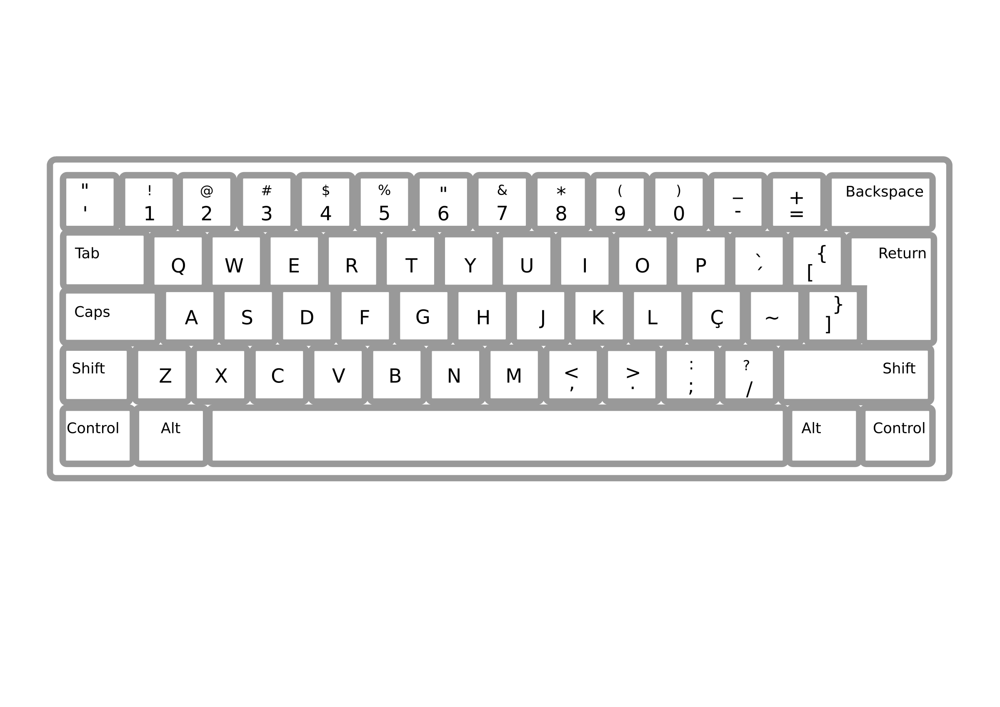 " ! @ # $ % " & * ( ) _ + Backspace
' 1 2 3 4 5 6 7 8 9 0 - =
Tab Q W E R T Y U I O P ` ´ { [ Return
Caps A S D F G H J K L Ç ~ } ]
Shift Z X C V B N M < , > . : ; ? / Shift
Control Alt Alt Control